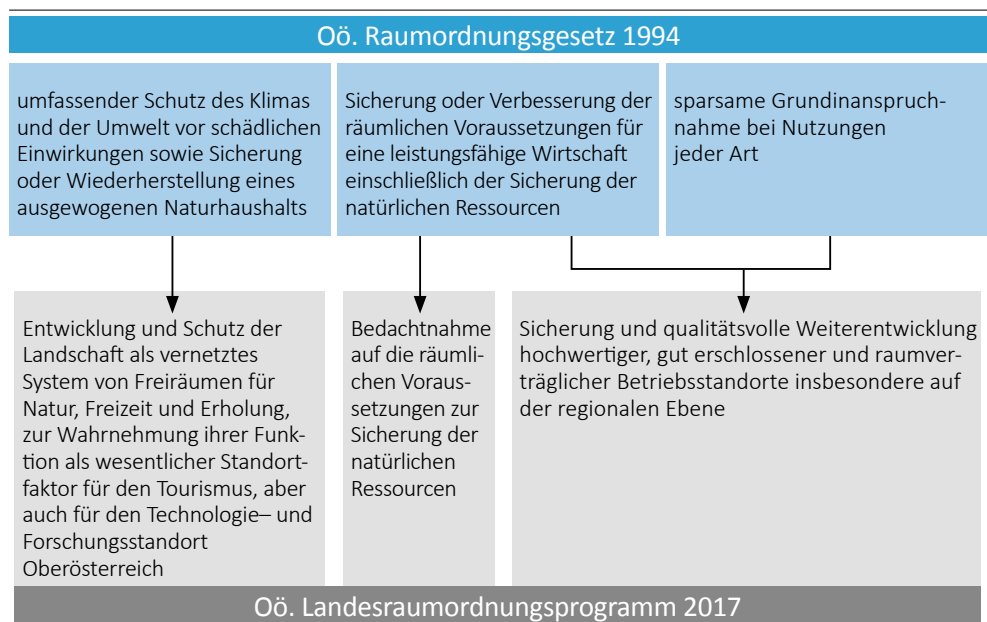 Oö. Raumordnungsgesetz 1994
umfassender Schutz des Klimas
und der Umwelt vor schädlichen
Einwirkungen sowie Sicherung
oder Wiederherstellung eines
ausgewogenen Naturhaushalts
Sicherung oder Verbesserung der
räumlichen Voraussetzungen für
eine leistungsfähige Wirtschaft
einschließlich der Sicherung der
natürlichen Ressourcen
sparsame Grundinanspruch-
nahme bei Nutzungen
jeder Art
Entwicklung und Schutz der
Landschaft als vernetztes
System von Freiräumen für
Natur, Freizeit und Erholung,
zur Wahrnehmung ihrer Funk-
tion als wesentlicher Standort-
faktor für den Tourismus, aber
auch für den Technologie– und
Forschungsstandort
Oberösterreich
Bedachtnahme
auf die räumli-
chen Voraus-
setzungen zur
Sicherung der
natürlichen
Ressourcen
Sicherung und qualitätsvolle Weiterentwicklung
hochwertiger, gut erschlossener und raumver-
träglicher Betriebsstandorte insbesondere auf
der regionalen Ebene
Oö. Landesraumordnungsprogramm 2017